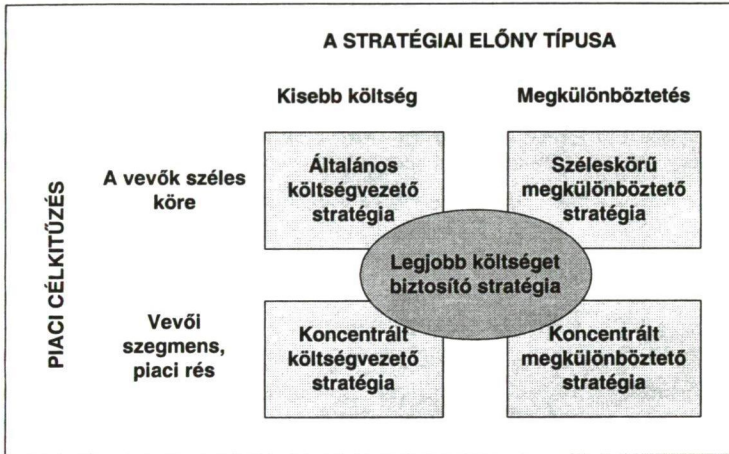 A STRATÉGIAI ELŐNY TÍPUSA
Kisebb költség
Megkülönböztetés
PIACI CÉLKITŰZÉS
A vevők széles
köre
Általános
költségvezető
stratégia
Széleskörű
megkülönböztető
stratégia
Legjobb költséget
biztosító stratégia
Vevői
szegmens,
piaci rés
Koncentrált
költségvezető
stratégia
Koncentrált
megkülönböztető
stratégia